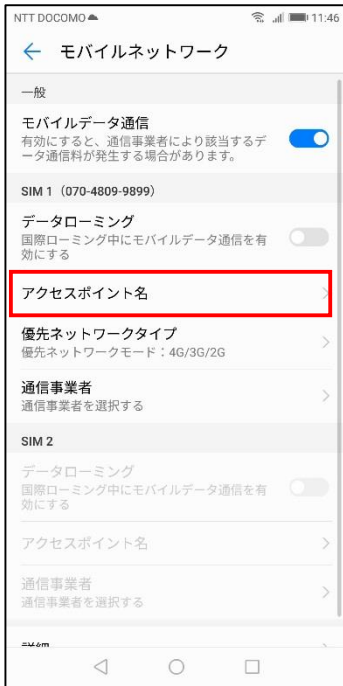 NTT DOCOMO 11:46
モバイルネットワーク
一般
モバイルデータ通信
有効にすると、通信事業者により該当するデ
ータ通信料が発生する場合があります。
SIM 1（070-4809-9899）
データローミング
国際ローミング中にモバイルデータ通信を有
効にする
アクセスポイント名
優先ネットワークタイプ
優先ネットワークモード：4G/3G/2G
通信事業者
通信事業者を選択する
SIM 2
データローミング
国際ローミング中にモバイルデータ通信を有
効にする
アクセスポイント名
通信事業者
通信事業者を選択する
詳細